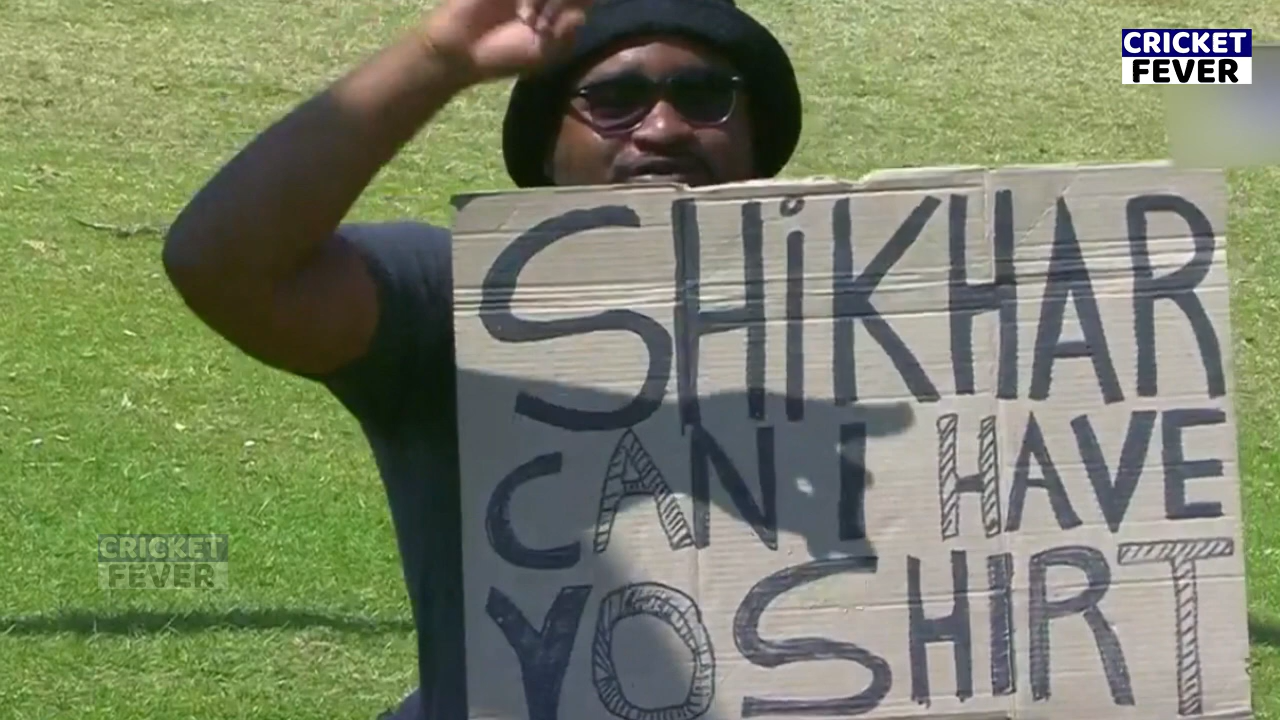 CRICKET
FEVER
SHiKHAR
CAN I HAVE
YO SHIRT
CRICKET
FEVER